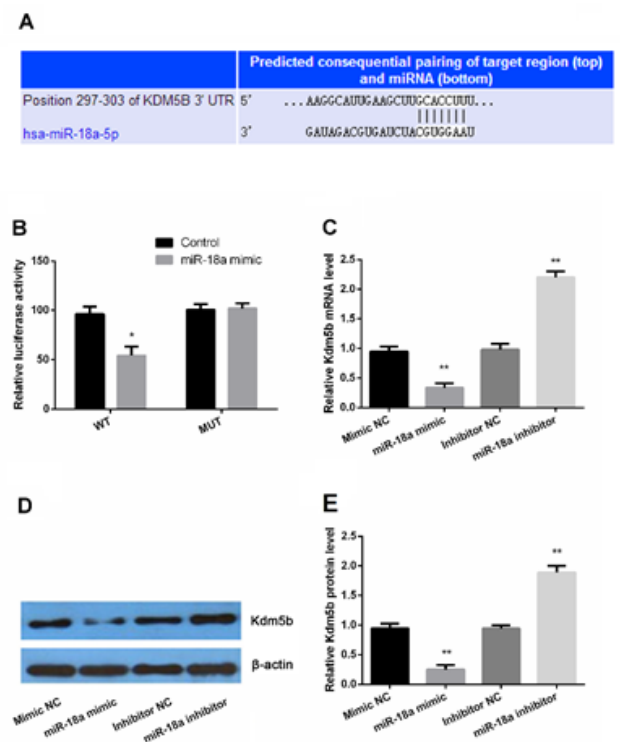 A
Predicted consequential pairing of target region (top)
and miRNA (bottom)
Position 297-303 of KDM5B 3' UTR 5' ...AAGGCAUUGAAGCUUGCACCUUU...
hsa-miR-18a-5p 3' GAUAGACGUGAUCUACGUGGAAU
B
Control
miR-18a mimic
Relative luciferase activity
150
100
50
0
*
WT
MUT
C
Relative Kdm5b mRNA level
2.5
2.0
1.5
1.0
0.5
0.0
**
**
Mimic NC
miR-18a mimic
Inhibitor NC
miR-18a inhibitor
D
Kdm5b
β-actin
Mimic NC
miR-18a mimic
Inhibitor NC
miR-18a inhibitor
E
Relative Kdm5b protein level
2.5
2.0
1.5
1.0
0.5
0.0
**
**
Mimic NC
miR-18a mimic
Inhibitor NC
miR-18a inhibitor